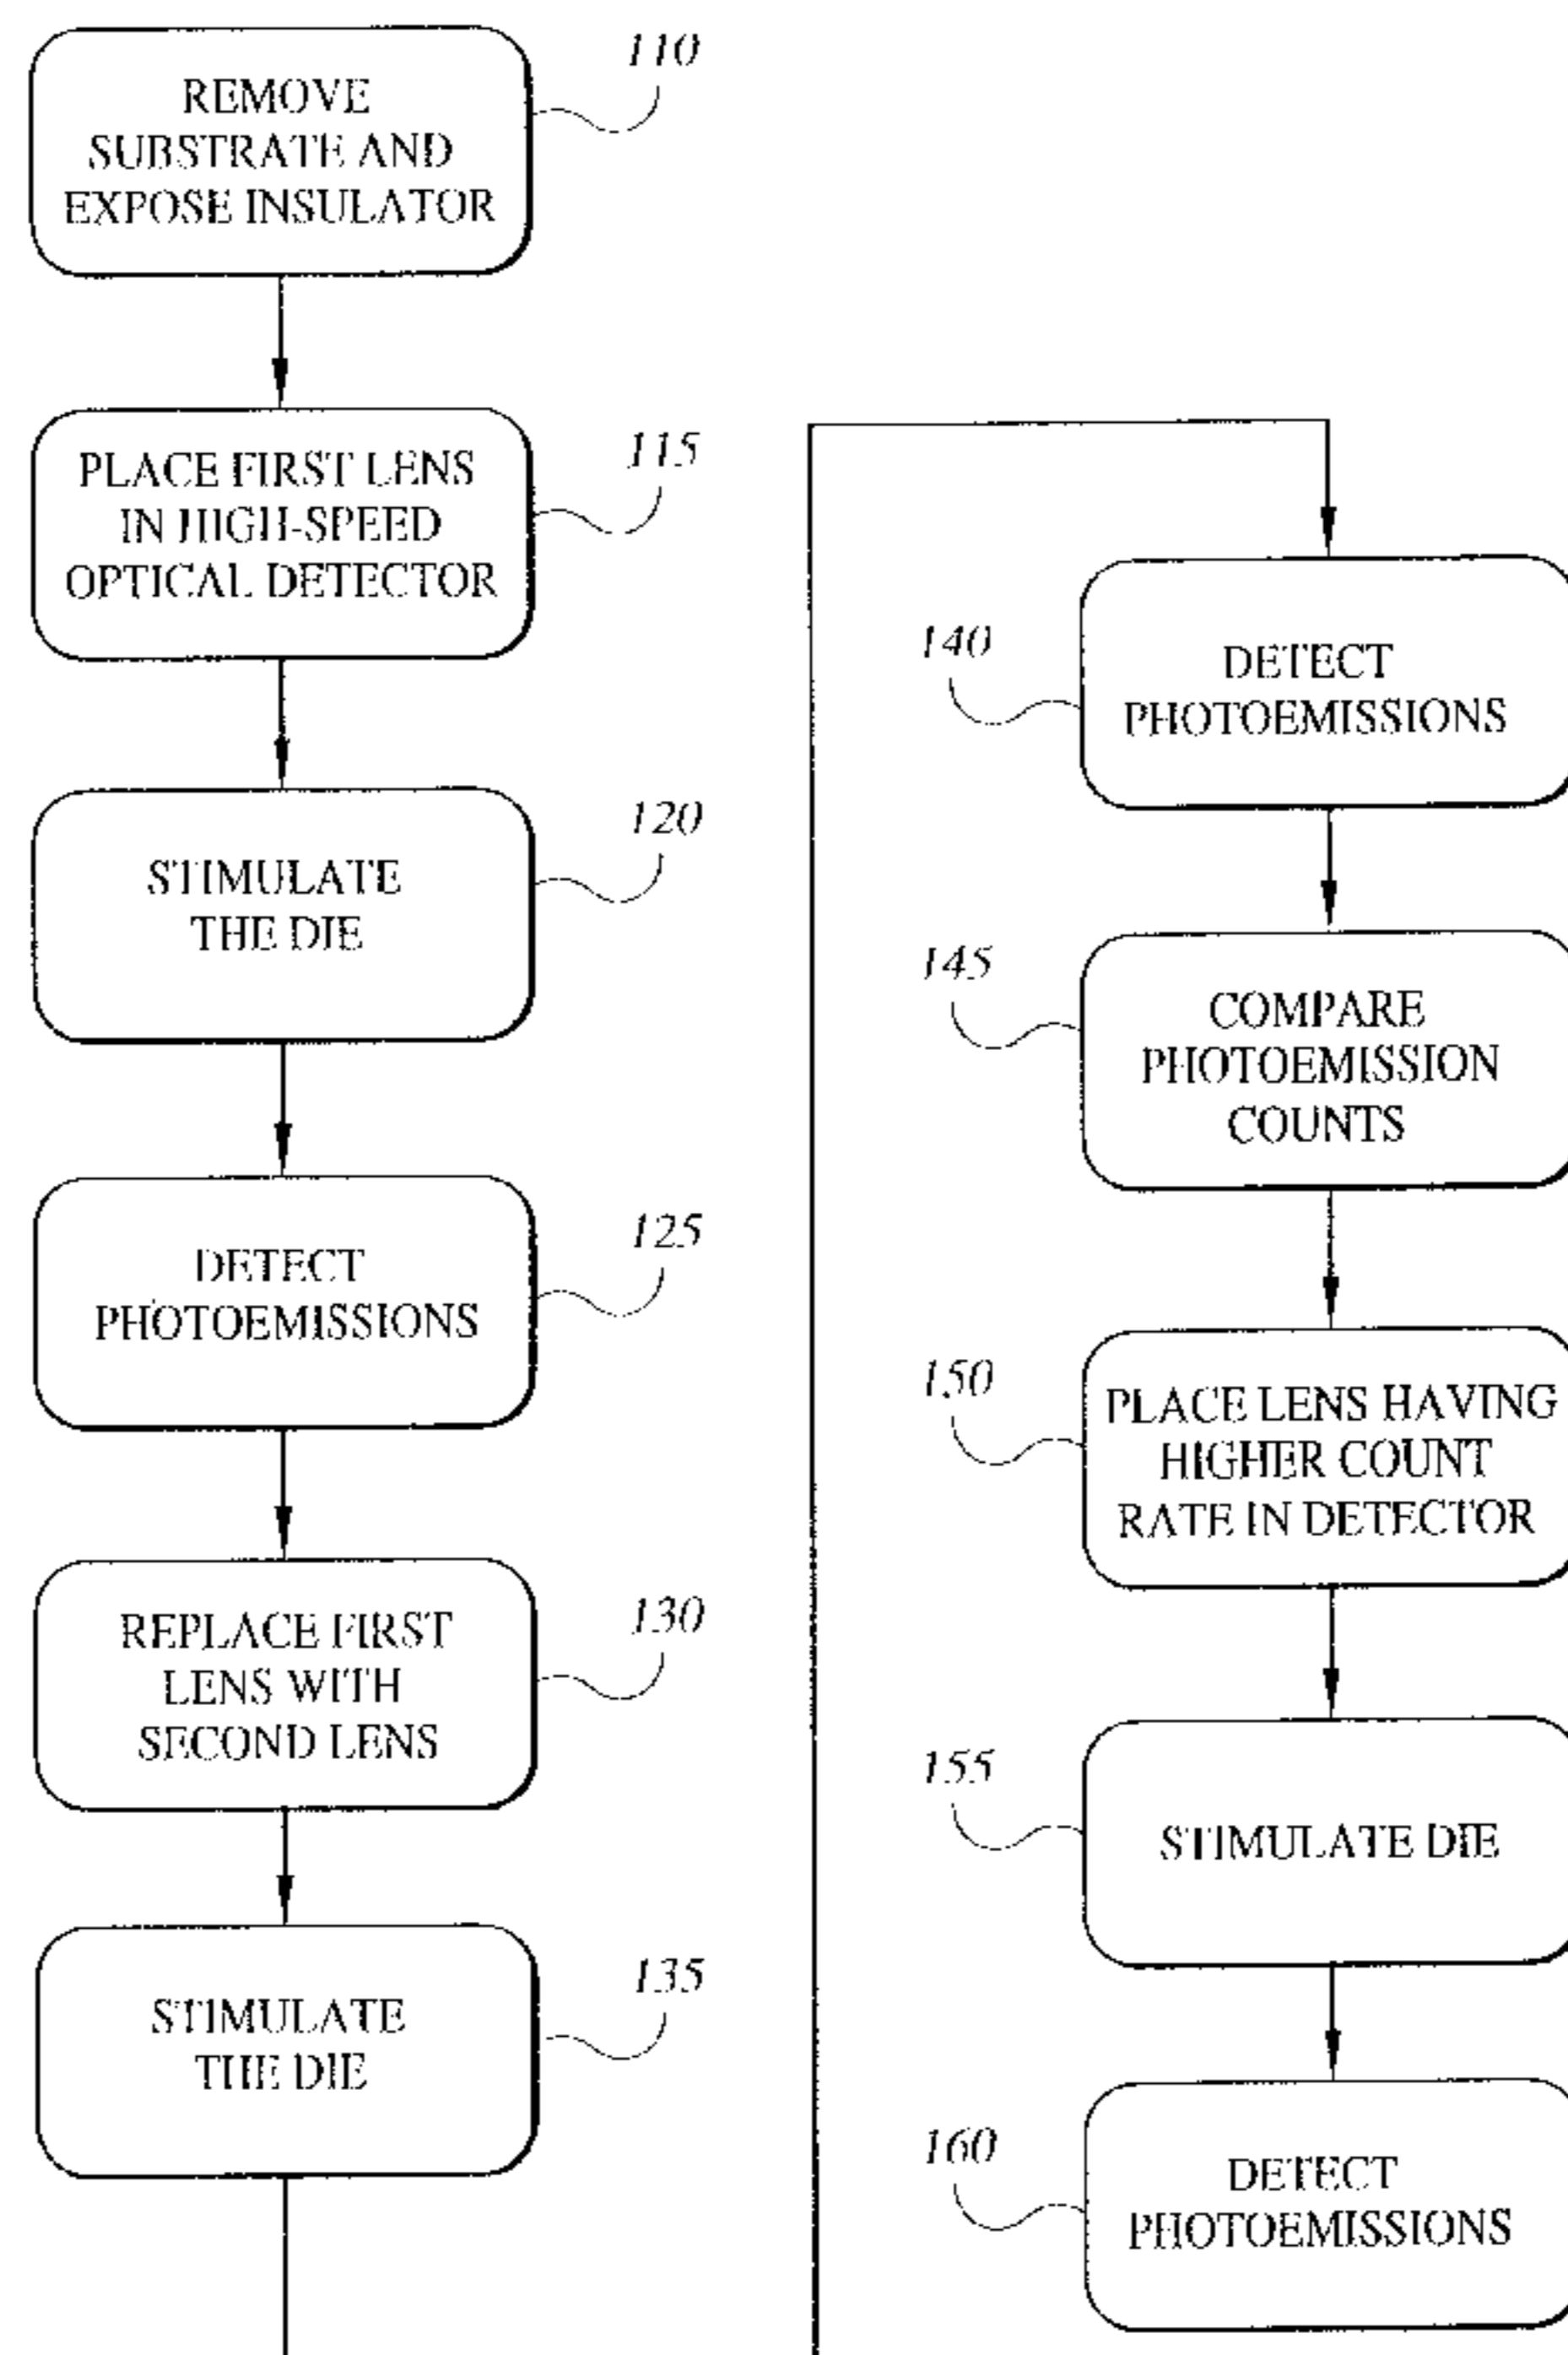 110
REMOVE
SUBSTRATE AND
EXPOSE INSULATOR
115
PLACE FIRST LENS
IN HIGH-SPEED
OPTICAL DETECTOR
120
STIMULATE
THE DIE
125
DETECT
PHOTOEMISSIONS
130
REPLACE FIRST
LENS WITH
SECOND LENS
135
STIMULATE
THE DIE
140
DETECT
PHOTOEMISSIONS
145
COMPARE
PHOTOEMISSION
COUNTS
150
PLACE LENS HAVING
HIGHER COUNT
RATE IN DETECTOR
155
STIMULATE DIE
160
DETECT
PHOTOEMISSIONS